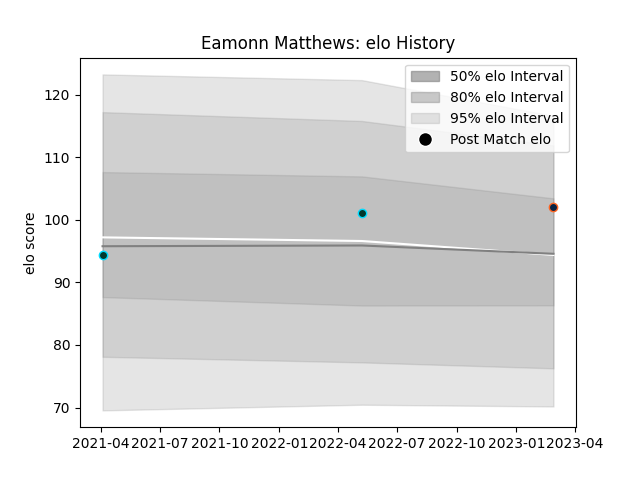 Eamonn Matthews: elo History
50% elo Interval
80% elo Interval
95% elo Interval
Post Match elo
elo score
120
110
100
90
80
70
2021-04 2021-07 2021-10 2022-01 2022-04 2022-07 2022-10 2023-01 2023-04